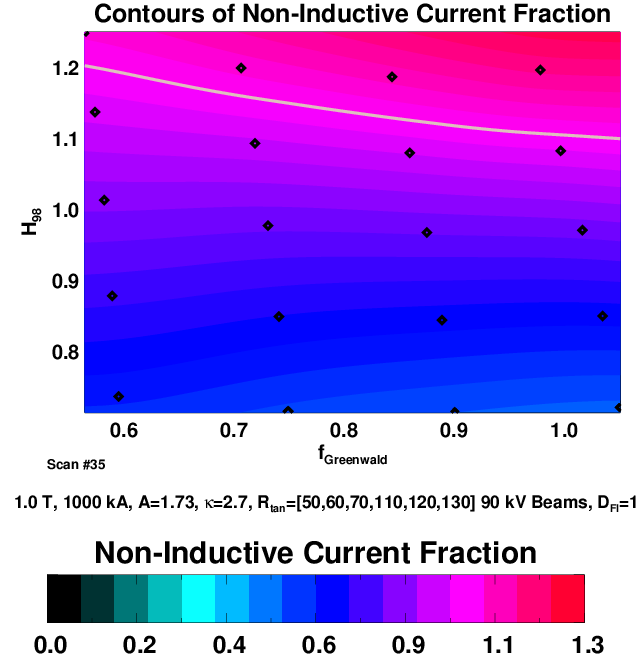 Contours of Non-Inductive Current Fraction
1.2
1.1
1.0
0.9
0.8
H98
0.6 0.7 0.8 0.9 1.0
fGreenwald
Scan #35
1.0 T, 1000 kA, A=1.73, κ=2.7, Rtan=[50,60,70,110,120,130] 90 kV Beams, DFI=1
Non-Inductive Current Fraction
0.0 0.2 0.4 0.6 0.9 1.1 1.3